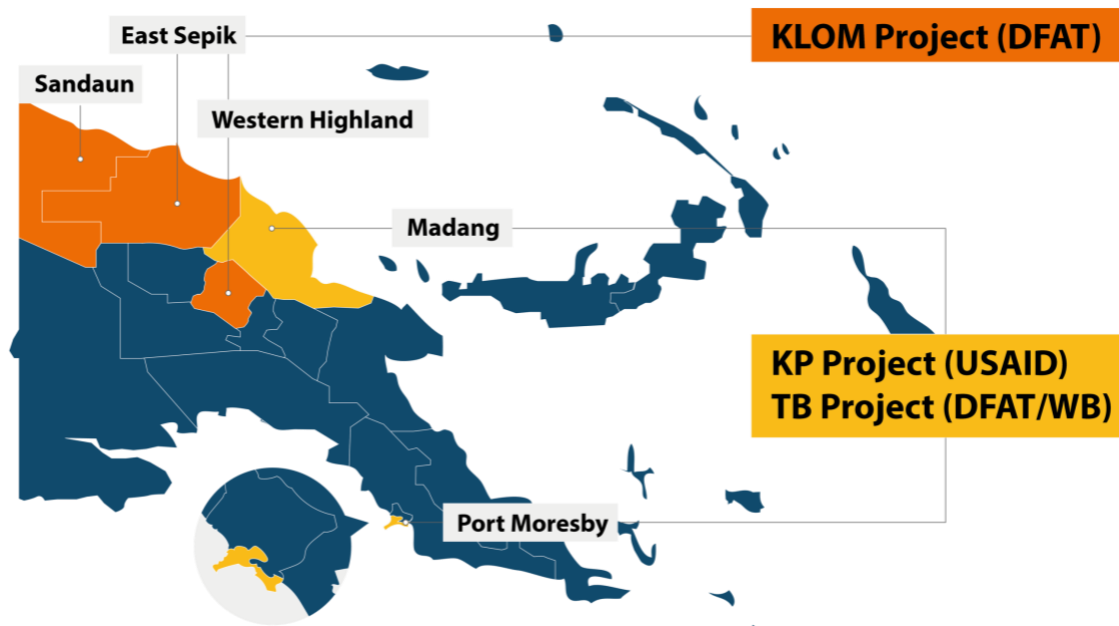 East Sepik
KLOM Project (DFAT)
Sandaun
Western Highland
Madang
KP Project (USAID)
TB Project (DFAT/WB)
Port Moresby